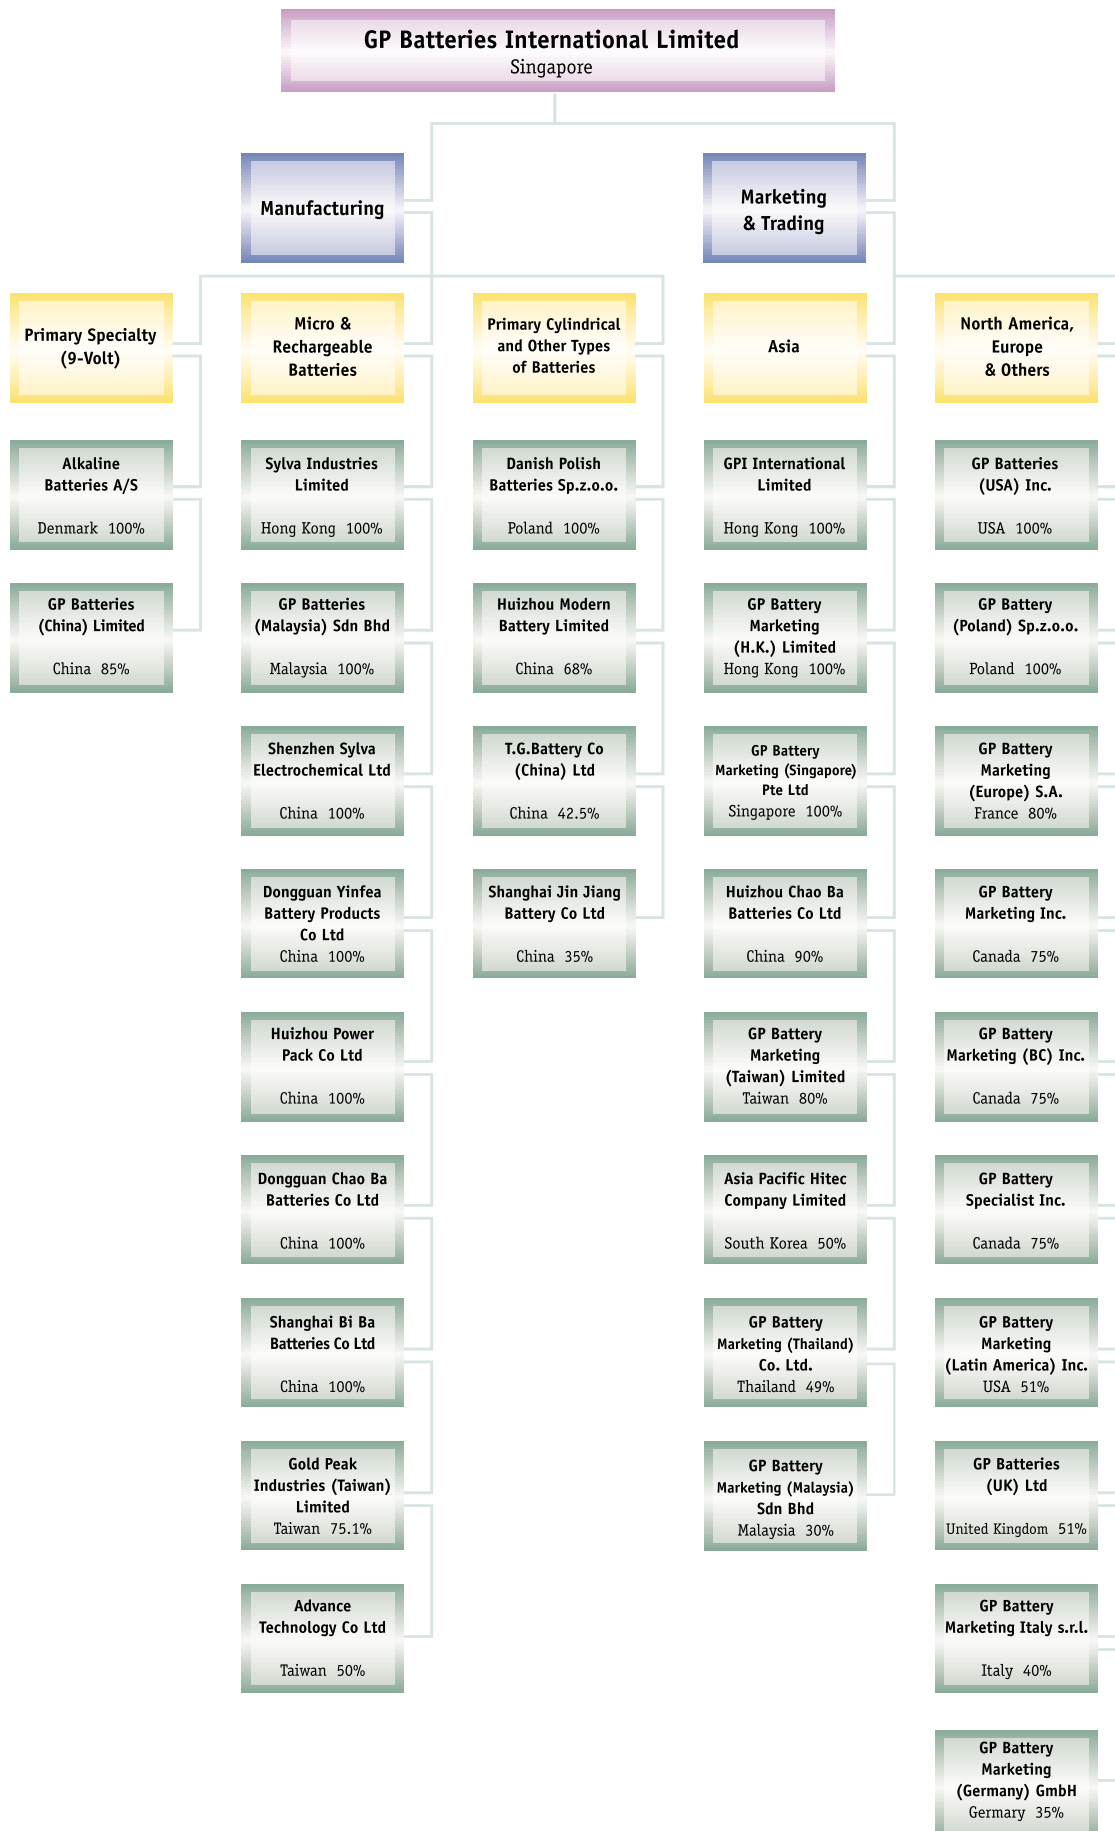 GP Batteries International Limited
Singapore
Manufacturing
Marketing
& Trading
Primary Specialty
(9-Volt)
Micro &
Rechargeable
Batteries
Primary Cylindrical
and Other Types
of Batteries
Asia
North America,
Europe
& Others
Alkaline
Batteries A/S
Denmark 100%
GP Batteries
(China) Limited
China 85%
Sylva Industries
Limited
Hong Kong 100%
GP Batteries
(Malaysia) Sdn Bhd
Malaysia 100%
Shenzhen Sylva
Electrochemical Ltd
China 100%
Dongguan Yinfea
Battery Products
Co Ltd
China 100%
Huizhou Power
Pack Co Ltd
China 100%
Dongguan Chao Ba
Batteries Co Ltd
China 100%
Shanghai Bi Ba
Batteries Co Ltd
China 100%
Gold Peak
Industries (Taiwan)
Limited
Taiwan 75.1%
Advance
Technology Co Ltd
Taiwan 50%
Danish Polish
Batteries Sp.z.o.o.
Poland 100%
Huizhou Modern
Battery Limited
China 68%
T.G.Battery Co
(China) Ltd
China 42.5%
Shanghai Jin Jiang
Battery Co Ltd
China 35%
GPI International
Limited
Hong Kong 100%
GP Battery
Marketing
(H.K.) Limited
Hong Kong 100%
GP Battery
Marketing (Singapore)
Pte Ltd
Singapore 100%
Huizhou Chao Ba
Batteries Co Ltd
China 90%
GP Battery
Marketing
(Taiwan) Limited
Taiwan 80%
Asia Pacific Hitec
Company Limited
South Korea 50%
GP Battery
Marketing (Thailand)
Co. Ltd.
Thailand 49%
GP Battery
Marketing (Malaysia)
Sdn Bhd
Malaysia 30%
GP Batteries
(USA) Inc.
USA 100%
GP Battery
(Poland) Sp.z.o.o.
Poland 100%
GP Battery
Marketing
(Europe) S.A.
France 80%
GP Battery
Marketing Inc.
Canada 75%
GP Battery
Marketing (BC) Inc.
Canada 75%
GP Battery
Specialist Inc.
Canada 75%
GP Battery
Marketing
(Latin America) Inc.
USA 51%
GP Batteries
(UK) Ltd
United Kingdom 51%
GP Battery
Marketing Italy s.r.l.
Italy 40%
GP Battery
Marketing
(Germany) GmbH
Germany 35%